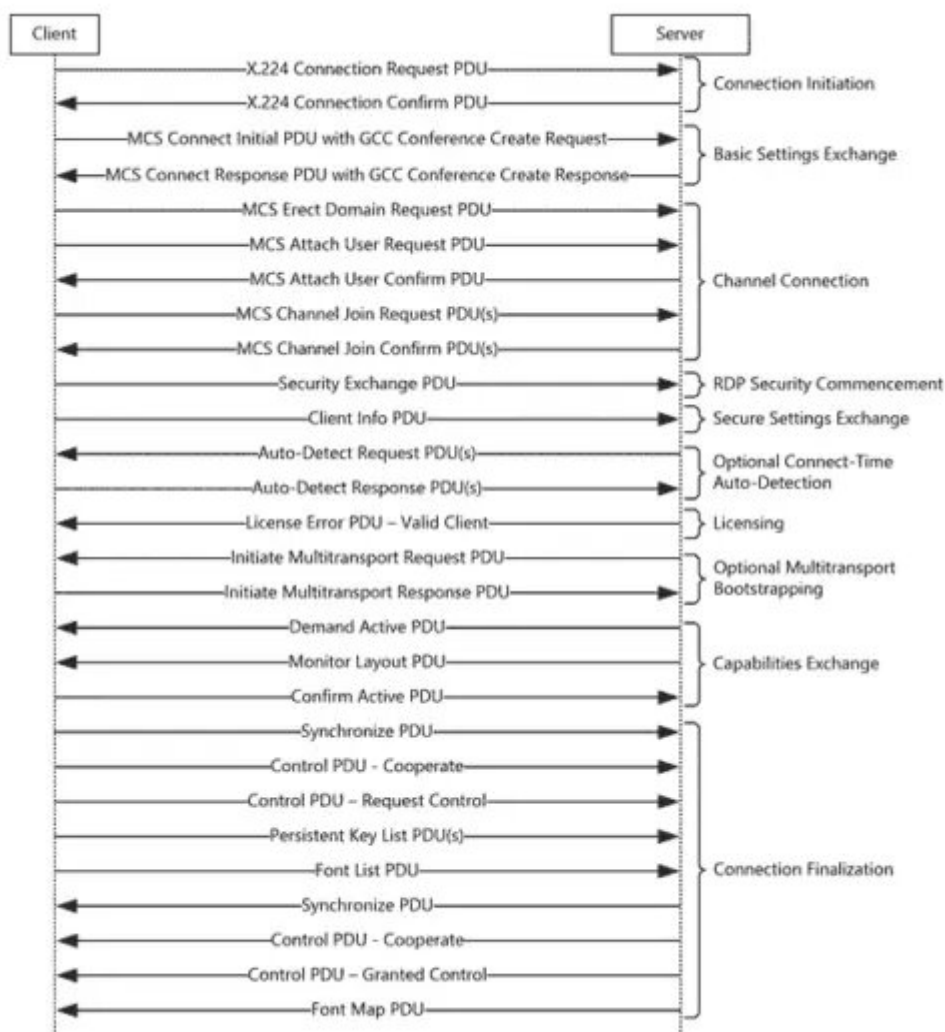 Client
Server
X.224 Connection Request PDU
X.224 Connection Confirm PDU
Connection Initiation
MCS Connect Initial PDU with GCC Conference Create Request
MCS Connect Response PDU with GCC Conference Create Response
Basic Settings Exchange
MCS Erect Domain Request PDU
MCS Attach User Request PDU
MCS Attach User Confirm PDU
MCS Channel Join Request PDU(s)
MCS Channel Join Confirm PDU(s)
Channel Connection
Security Exchange PDU
RDP Security Commencement
Client Info PDU
Secure Settings Exchange
Auto-Detect Request PDU(s)
Auto-Detect Response PDU(s)
Optional Connect-Time
Auto-Detection
License Error PDU – Valid Client
Licensing
Initiate Multitransport Request PDU
Initiate Multitransport Response PDU
Optional Multitransport
Bootstrapping
Demand Active PDU
Monitor Layout PDU
Confirm Active PDU
Capabilities Exchange
Synchronize PDU
Control PDU - Cooperate
Control PDU – Request Control
Persistent Key List PDU(s)
Font List PDU
Synchronize PDU
Control PDU - Cooperate
Control PDU – Granted Control
Font Map PDU
Connection Finalization